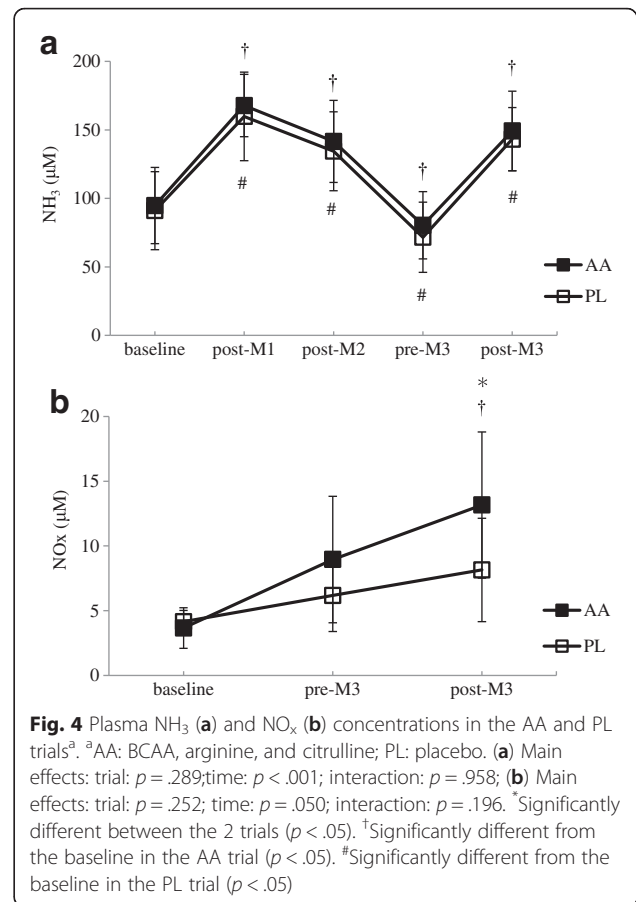 a
200
†
†
†
150
NH₃ (µM)
†
100
#
#
#
50
AA
#
PL
0
baseline post-M1 post-M2 pre-M3 post-M3
b
20
*
†
15
NOx (µM)
10
5
AA
PL
0
baseline pre-M3 post-M3
Fig. 4 Plasma NH₃ (a) and NOₓ (b) concentrations in the AA and PL
trialsᵃ. ᵃAA: BCAA, arginine, and citrulline; PL: placebo. (a) Main
effects: trial: p = .289;time: p < .001; interaction: p = .958; (b) Main
effects: trial: p = .252; time: p = .050; interaction: p = .196. *Significantly
different between the 2 trials (p < .05). †Significantly different from
the baseline in the AA trial (p < .05). #Significantly different from the
baseline in the PL trial (p < .05)